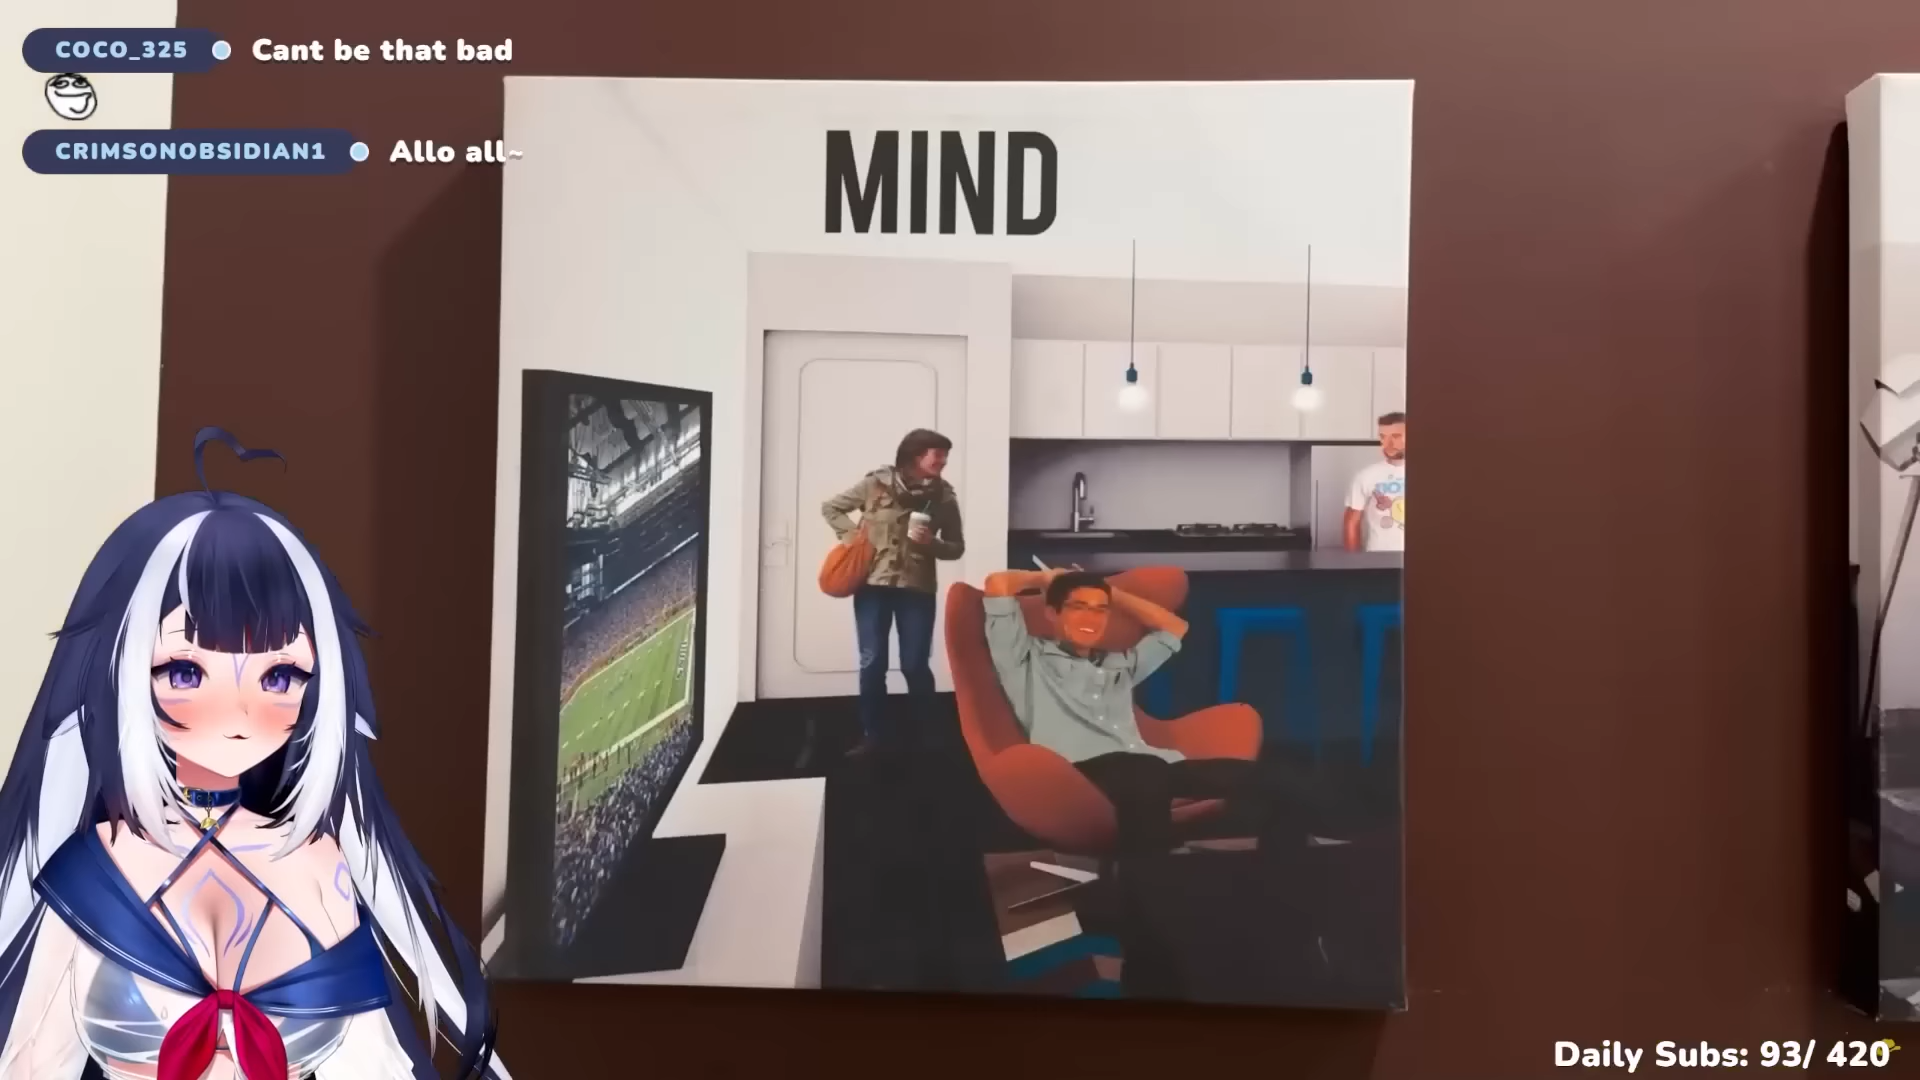 COCO_325 Cant be that bad
CRIMSONOBSIDIAN1 Allo all~
MIND
Daily Subs: 93/ 420